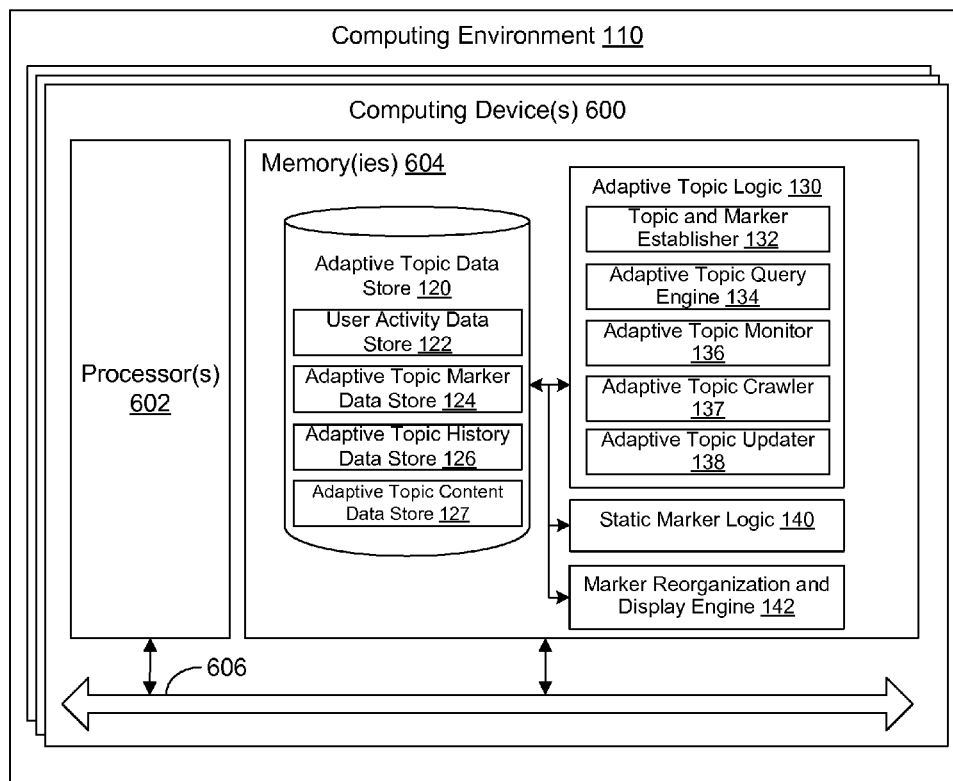 Computing Environment 110
Computing Device(s) 600
Processor(s)
602
Memory(ies) 604
Adaptive Topic Data
Store 120
User Activity Data
Store 122
Adaptive Topic Marker
Data Store 124
Adaptive Topic History
Data Store 126
Adaptive Topic Content
Data Store 127
Adaptive Topic Logic 130
Topic and Marker
Establisher 132
Adaptive Topic Query
Engine 134
Adaptive Topic Monitor
136
Adaptive Topic Crawler
137
Adaptive Topic Updater
138
Static Marker Logic 140
Marker Reorganization and
Display Engine 142
606